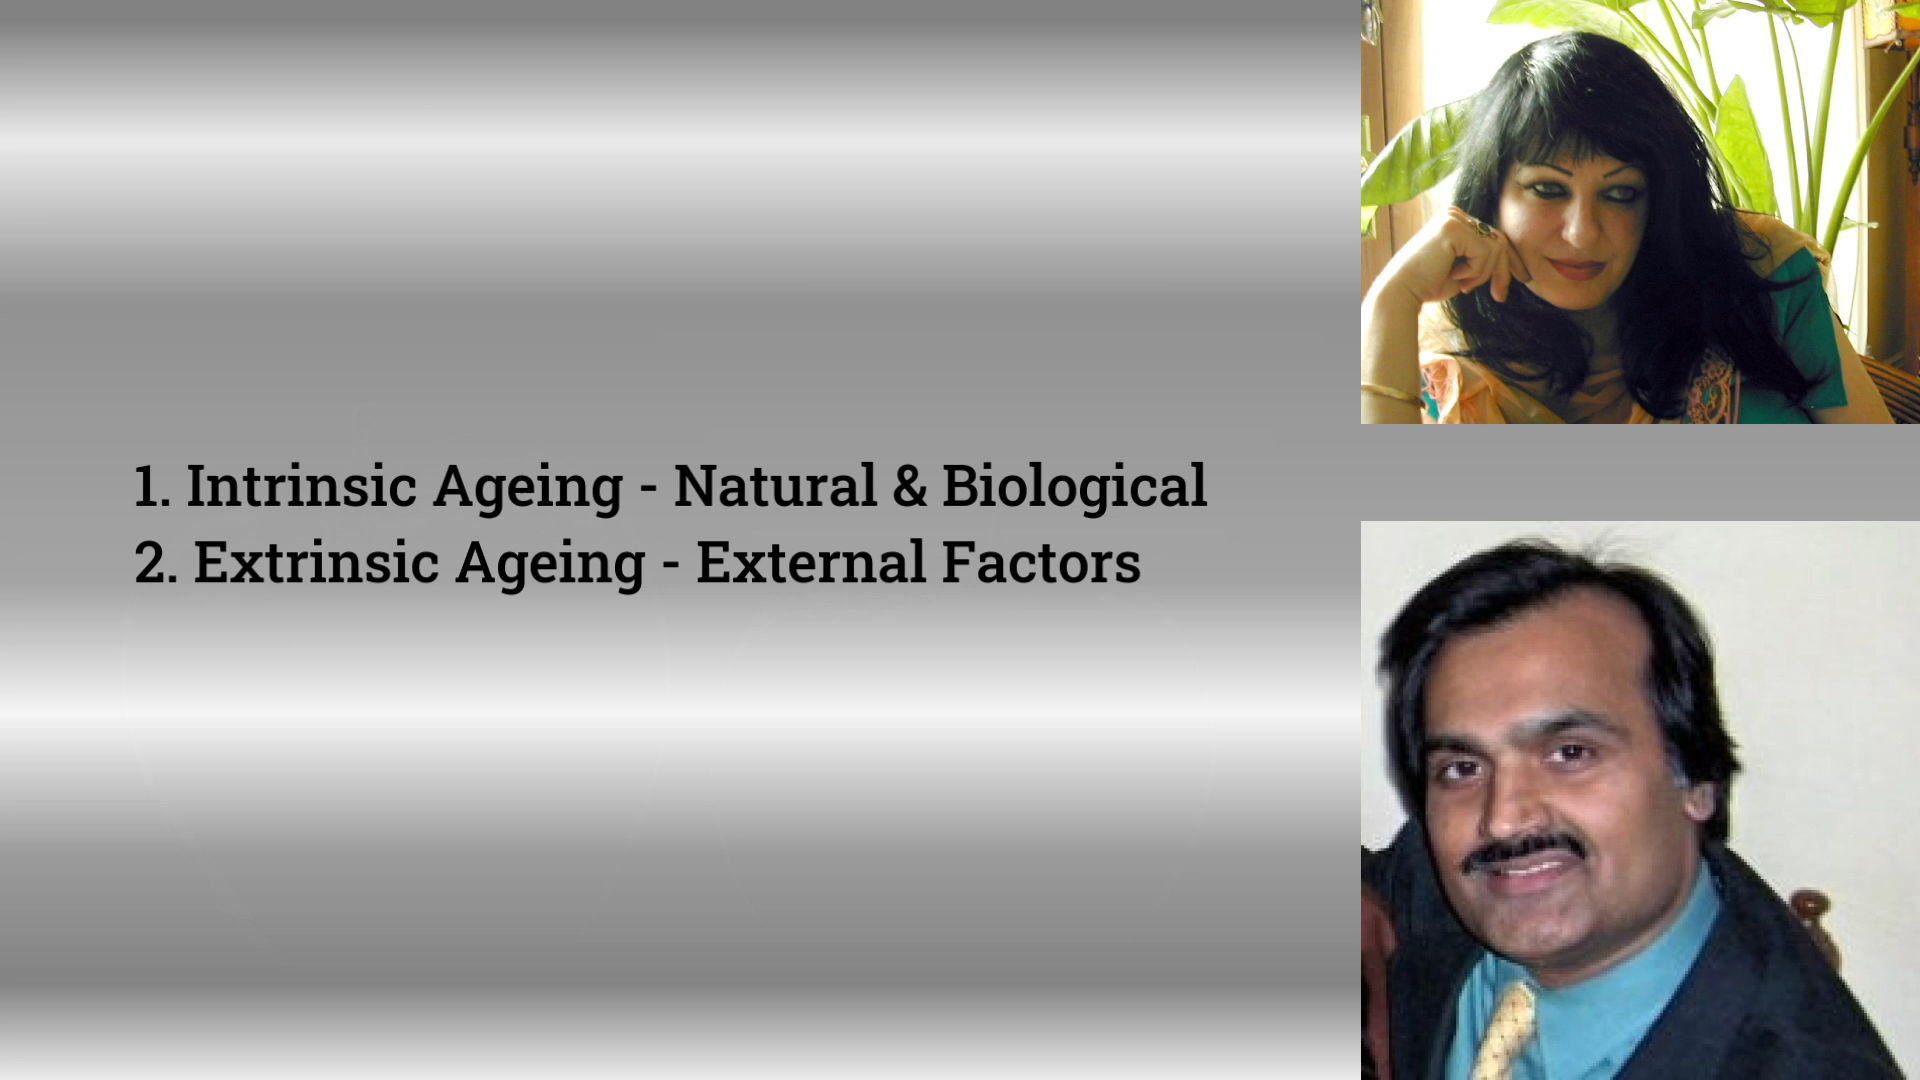 1. Intrinsic Ageing - Natural & Biological
2. Extrinsic Ageing - External Factors